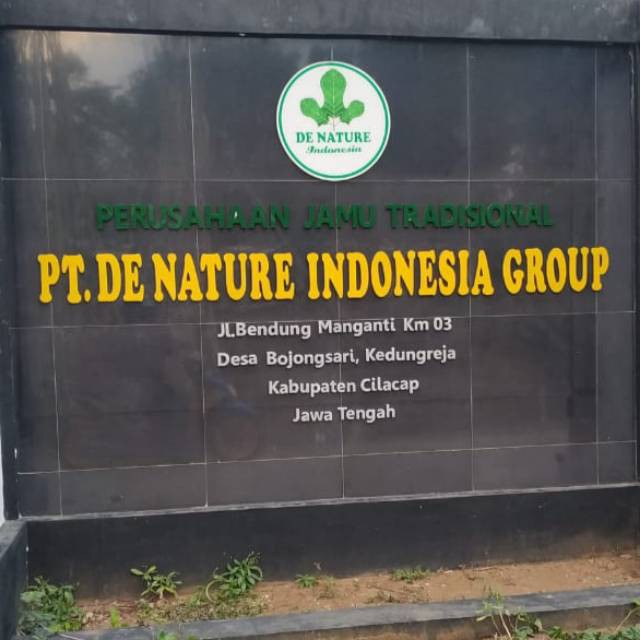 DE NATURE
Indonesia
PERUSAHAAN JAMU TRADISIONAL
PT. DE NATURE INDONESIA GROUP
Jl.Bendung Manganti Km 03
Desa Bojongsari, Kedungreja
Kabupaten Cilacap
Jawa Tengah